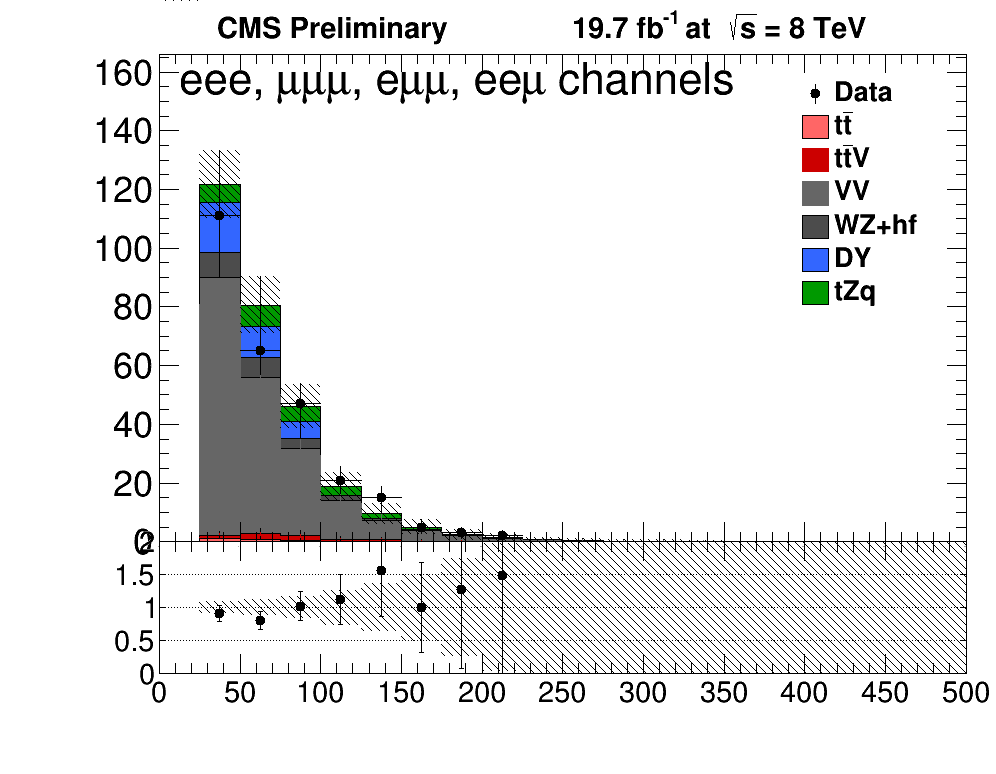 CMS Preliminary 19.7 fb⁻¹ at √s = 8 TeV
eee, μμμ, eμμ, eeμ channels
Data
tt̄
tt̄V
VV
WZ+hf
DY
tZq
160
140
120
100
80
60
40
20
0
2
1.5
1
0.5
0
0 50 100 150 200 250 300 350 400 450 500